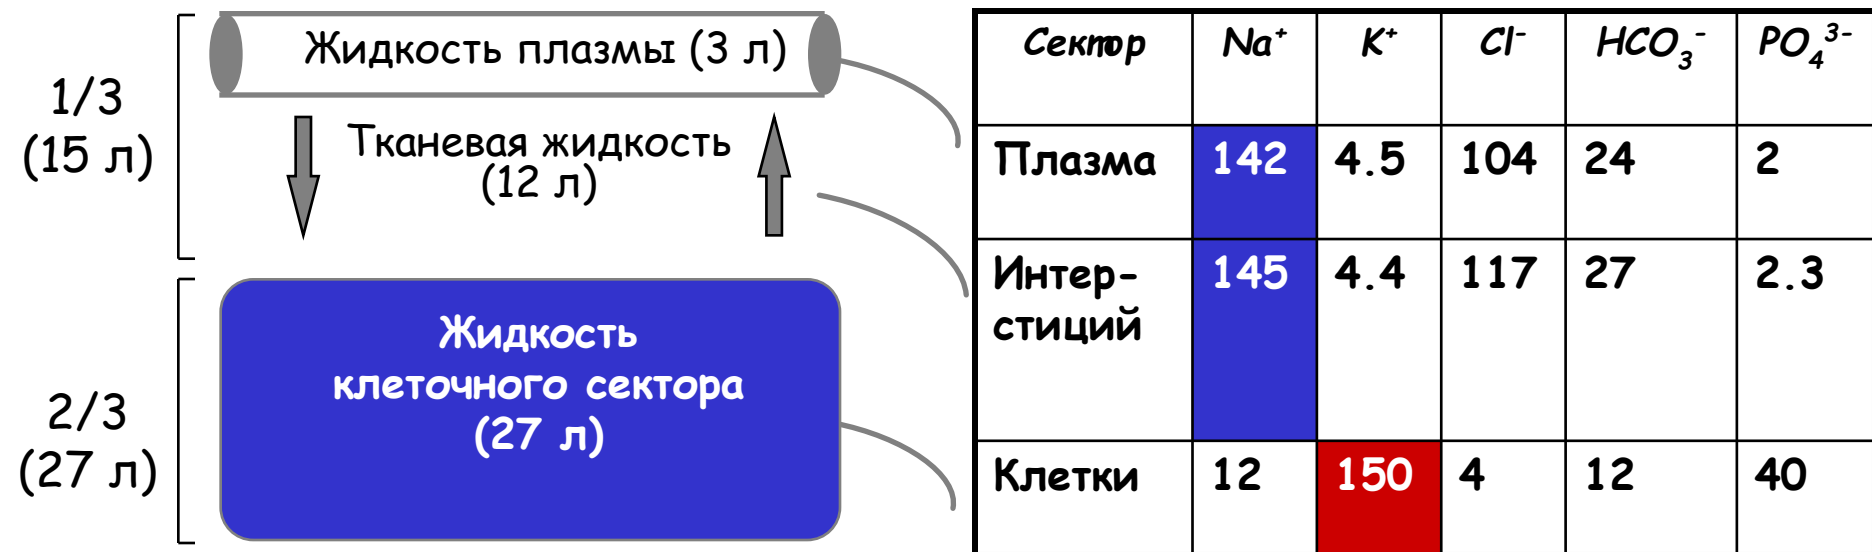 1/3
(15 л)
Жидкость плазмы (3 л)
Тканевая жидкость
(12 л)
2/3
(27 л)
Жидкость
клеточного сектора
(27 л)
Сектор Na⁺ K⁺ Cl⁻ HCO₃⁻ PO₄³⁻
Плазма 142 4.5 104 24 2
Интер- 145 4.4 117 27 2.3
стиций
Клетки 12 150 4 12 40